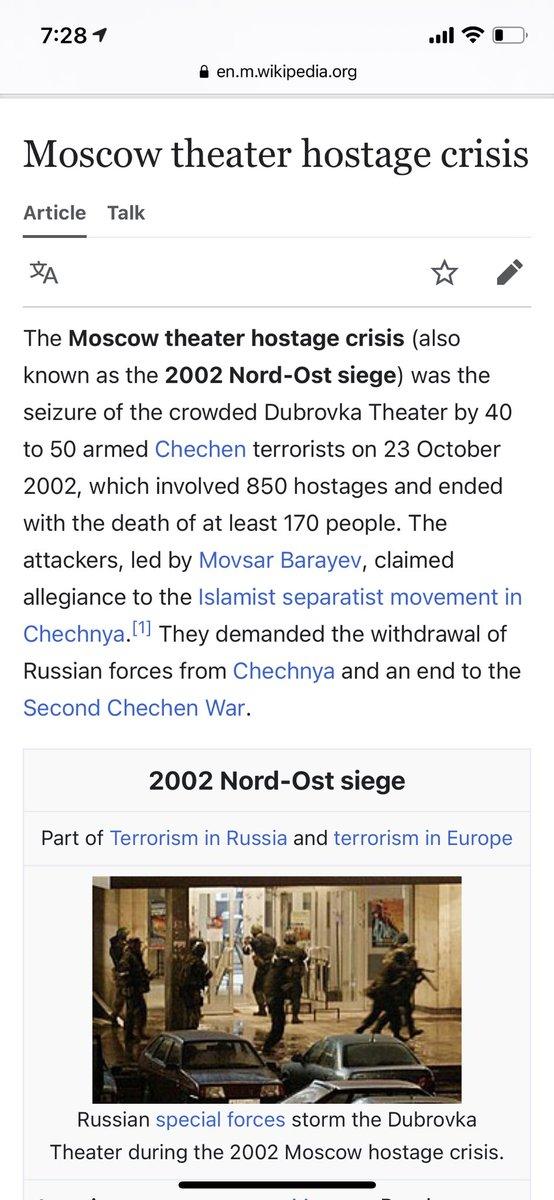 7:28
en.m.wikipedia.org
Moscow theater hostage crisis
Article Talk
The Moscow theater hostage crisis (also
known as the 2002 Nord-Ost siege) was the
seizure of the crowded Dubrovka Theater by 40
to 50 armed Chechen terrorists on 23 October
2002, which involved 850 hostages and ended
with the death of at least 170 people. The
attackers, led by Movsar Barayev, claimed
allegiance to the Islamist separatist movement in
Chechnya.[1] They demanded the withdrawal of
Russian forces from Chechnya and an end to the
Second Chechen War.
2002 Nord-Ost siege
Part of Terrorism in Russia and terrorism in Europe
Russian special forces storm the Dubrovka
Theater during the 2002 Moscow hostage crisis.